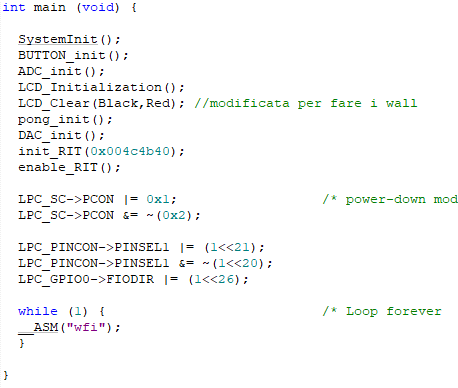 int main (void) {
SystemInit();
BUTTON_init();
ADC_init();
LCD_Initialization();
LCD_Clear(Black,Red); //modificata per fare i wall
pong_init();
DAC_init();
init_RIT(0x004c4b40);
enable_RIT();
LPC_SC->PCON |= 0x1; /* power-down mod
LPC_SC->PCON &= ~(0x2);
LPC_PINCON->PINSEL1 |= (1<<21);
LPC_PINCON->PINSEL1 &= ~(1<<20);
LPC_GPIO0->FIODIR |= (1<<26);
while (1) { /* Loop forever
__ASM("wfi");
}
}